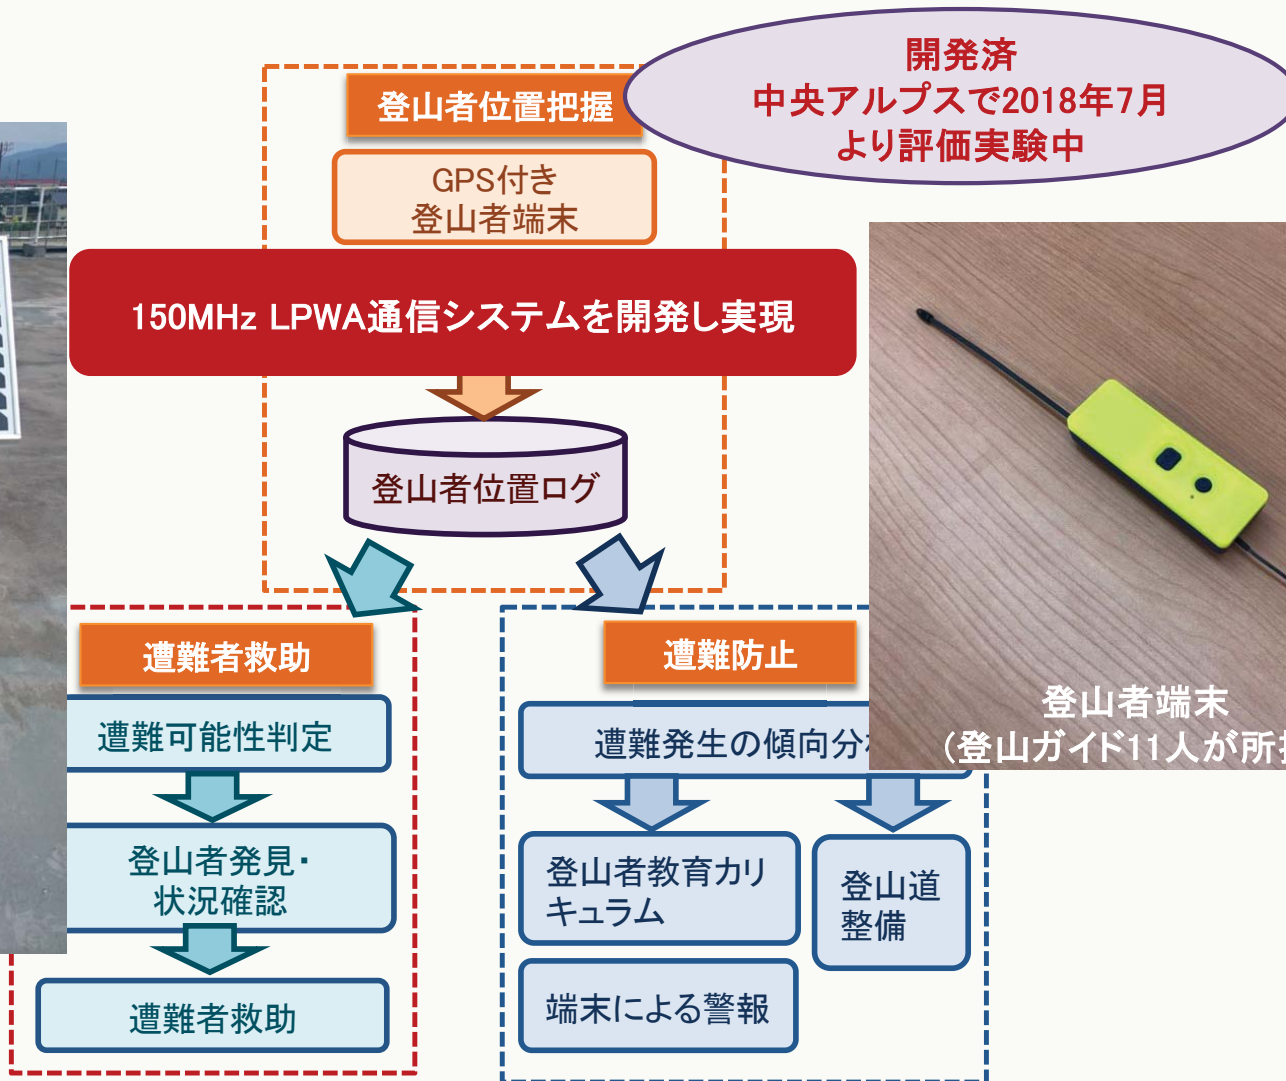 開発済
中央アルプスで2018年7月
より評価実験中
登山者位置把握
GPS付き
登山者端末
150MHz LPWA通信システムを開発し実現
登山者位置ログ
遭難者救助
遭難可能性判定
登山者発見・
状況確認
遭難者救助
遭難防止
遭難発生の傾向分
登山者教育カリ
キュラム
登山道
整備
端末による警報
登山者端末
（登山ガイド11人が所